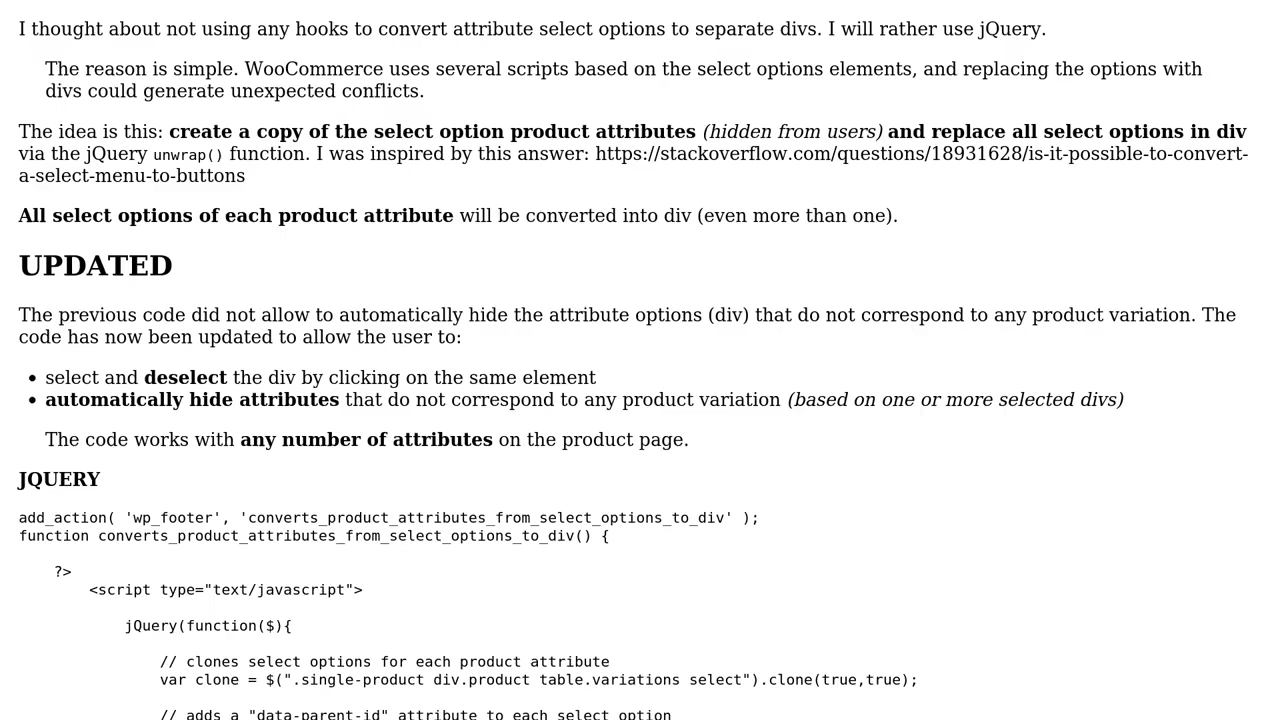 I thought about not using any hooks to convert attribute select options to separate divs. I will rather use jQuery.
The reason is simple. WooCommerce uses several scripts based on the select options elements, and replacing the options with
divs could generate unexpected conflicts.
The idea is this: create a copy of the select option product attributes (hidden from users) and replace all select options in div
via the jQuery unwrap() function. I was inspired by this answer: https://stackoverflow.com/questions/18931628/is-it-possible-to-convert-
a-select-menu-to-buttons
All select options of each product attribute will be converted into div (even more than one).
UPDATED
The previous code did not allow to automatically hide the attribute options (div) that do not correspond to any product variation. The
code has now been updated to allow the user to:
• select and deselect the div by clicking on the same element
• automatically hide attributes that do not correspond to any product variation (based on one or more selected divs)
The code works with any number of attributes on the product page.
JQUERY
add_action( 'wp_footer', 'converts_product_attributes_from_select_options_to_div' );
function converts_product_attributes_from_select_options_to_div() {
?>
<script type="text/javascript">
jQuery(function($){
// clones select options for each product attribute
var clone = $(".single-product div.product table.variations select").clone(true,true);
// adds a "data-parent-id" attribute to each select option